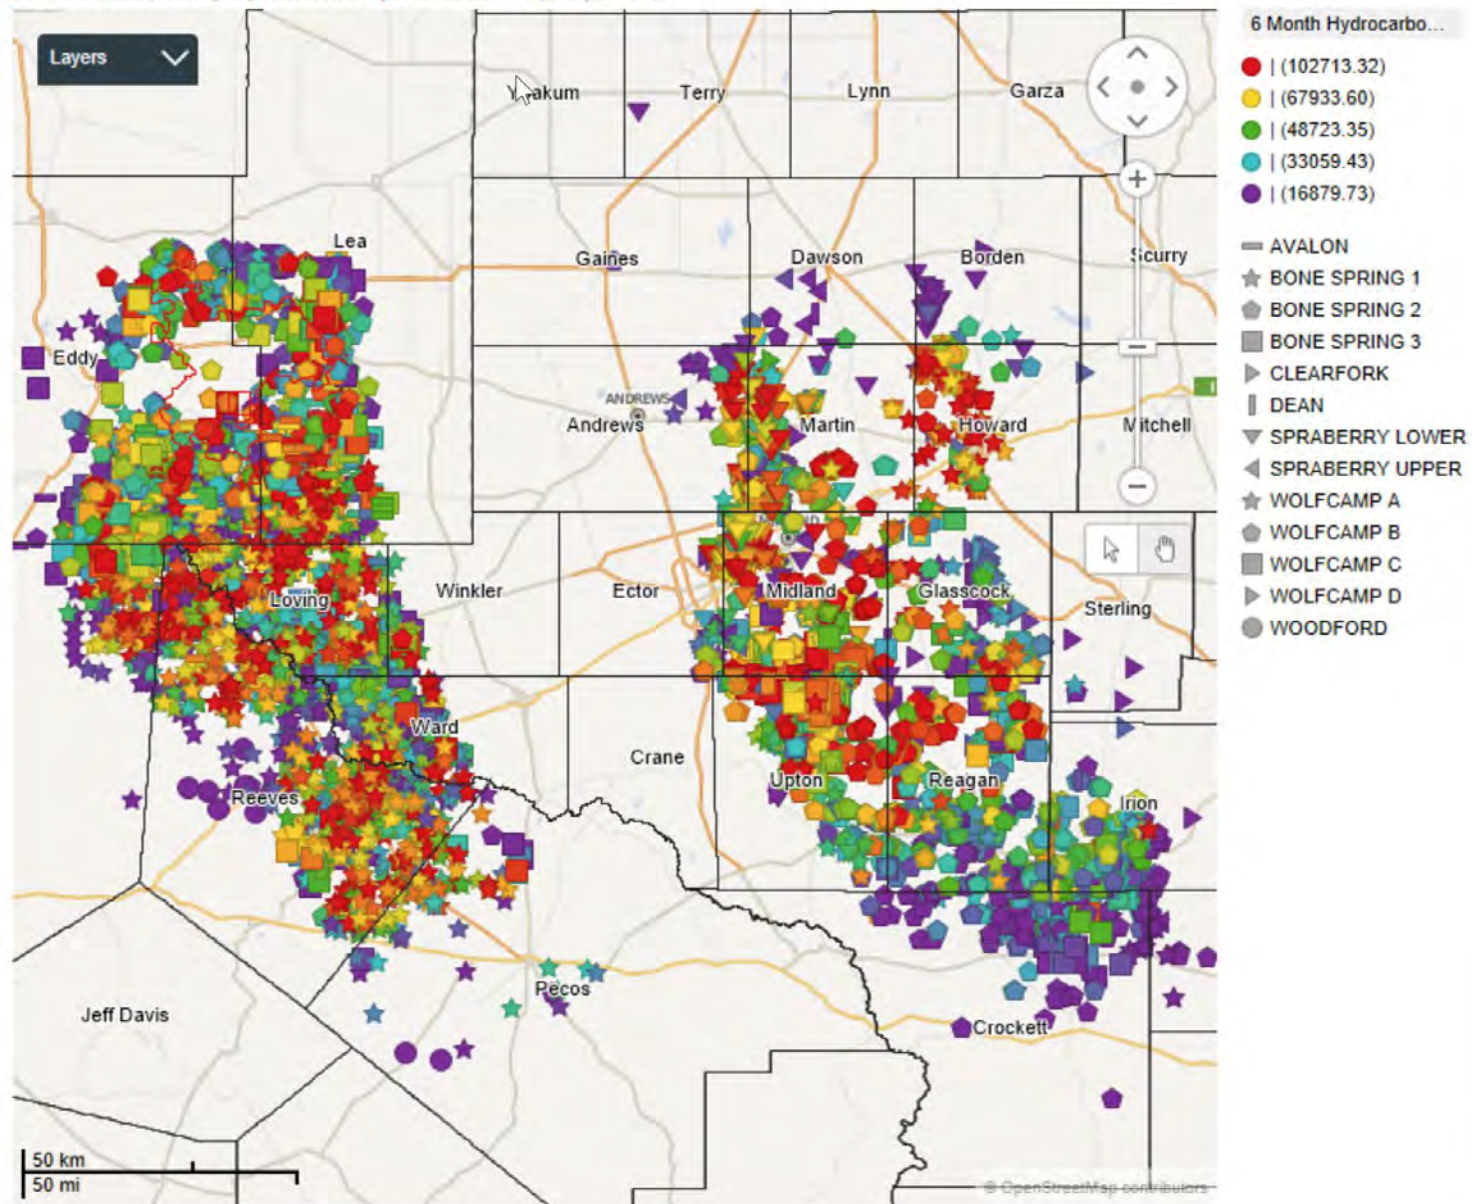 Layers
Yoakum
Terry
Lynn
Garza
Lea
Gaines
Dawson
Borden
Scurry
Eddy
ANDREWS
Andrews
Martin
Howard
Mitchell
Loving
Winkler
Ector
Midland
Glasscock
Sterling
Ward
Crane
Upton
Reagan
Reeves
Irion
Pecos
Jeff Davis
Crockett
50 km
50 mi
© OpenStreetMap contributors
6 Month Hydrocarbo...
| (102713.32)
| (67933.60)
| (48723.35)
| (33059.43)
| (16879.73)
AVALON
BONE SPRING 1
BONE SPRING 2
BONE SPRING 3
CLEARFORK
DEAN
SPRABERRY LOWER
SPRABERRY UPPER
WOLFCAMP A
WOLFCAMP B
WOLFCAMP C
WOLFCAMP D
WOODFORD